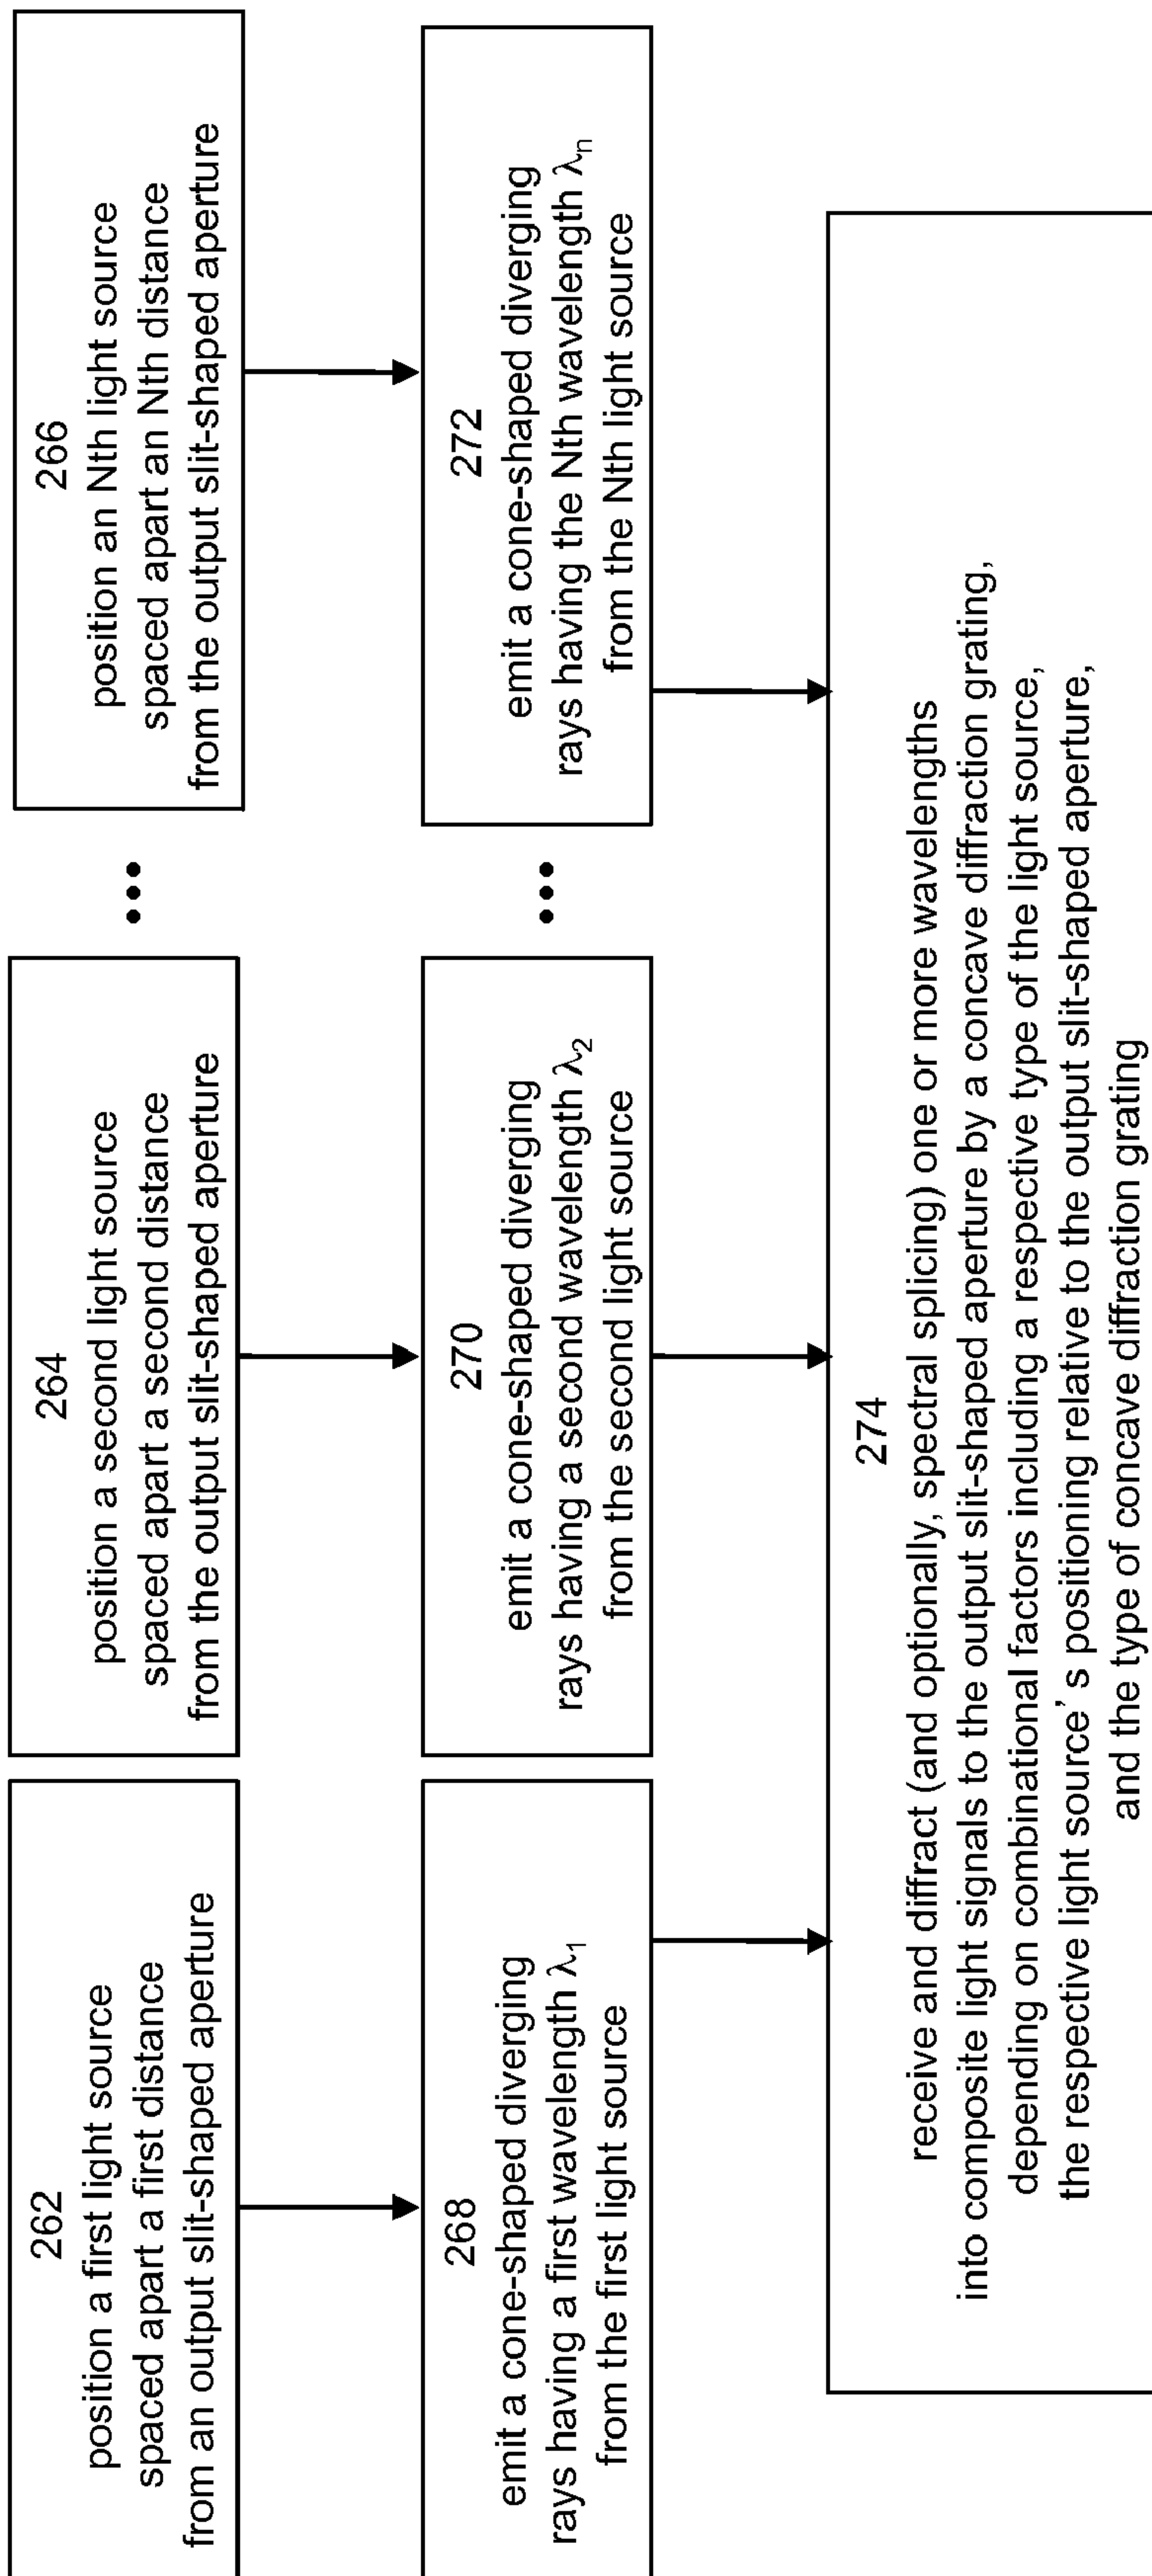 262
position a first light source
spaced apart a first distance
from an output slit-shaped aperture
264
position a second light source
spaced apart a second distance
from the output slit-shaped aperture
•••
266
position an Nth light source
spaced apart an Nth distance
from the output slit-shaped aperture
268
emit a cone-shaped diverging
rays having a first wavelength λ₁
from the first light source
270
emit a cone-shaped diverging
rays having a second wavelength λ₂
from the second light source
•••
272
emit a cone-shaped diverging
rays having the Nth wavelength λₙ
from the Nth light source
274
receive and diffract (and optionally, spectral splicing) one or more wavelengths
into composite light signals to the output slit-shaped aperture by a concave diffraction grating,
depending on combinational factors including a respective type of the light source,
the respective light source' s positioning relative to the output slit-shaped aperture,
and the type of concave diffraction grating